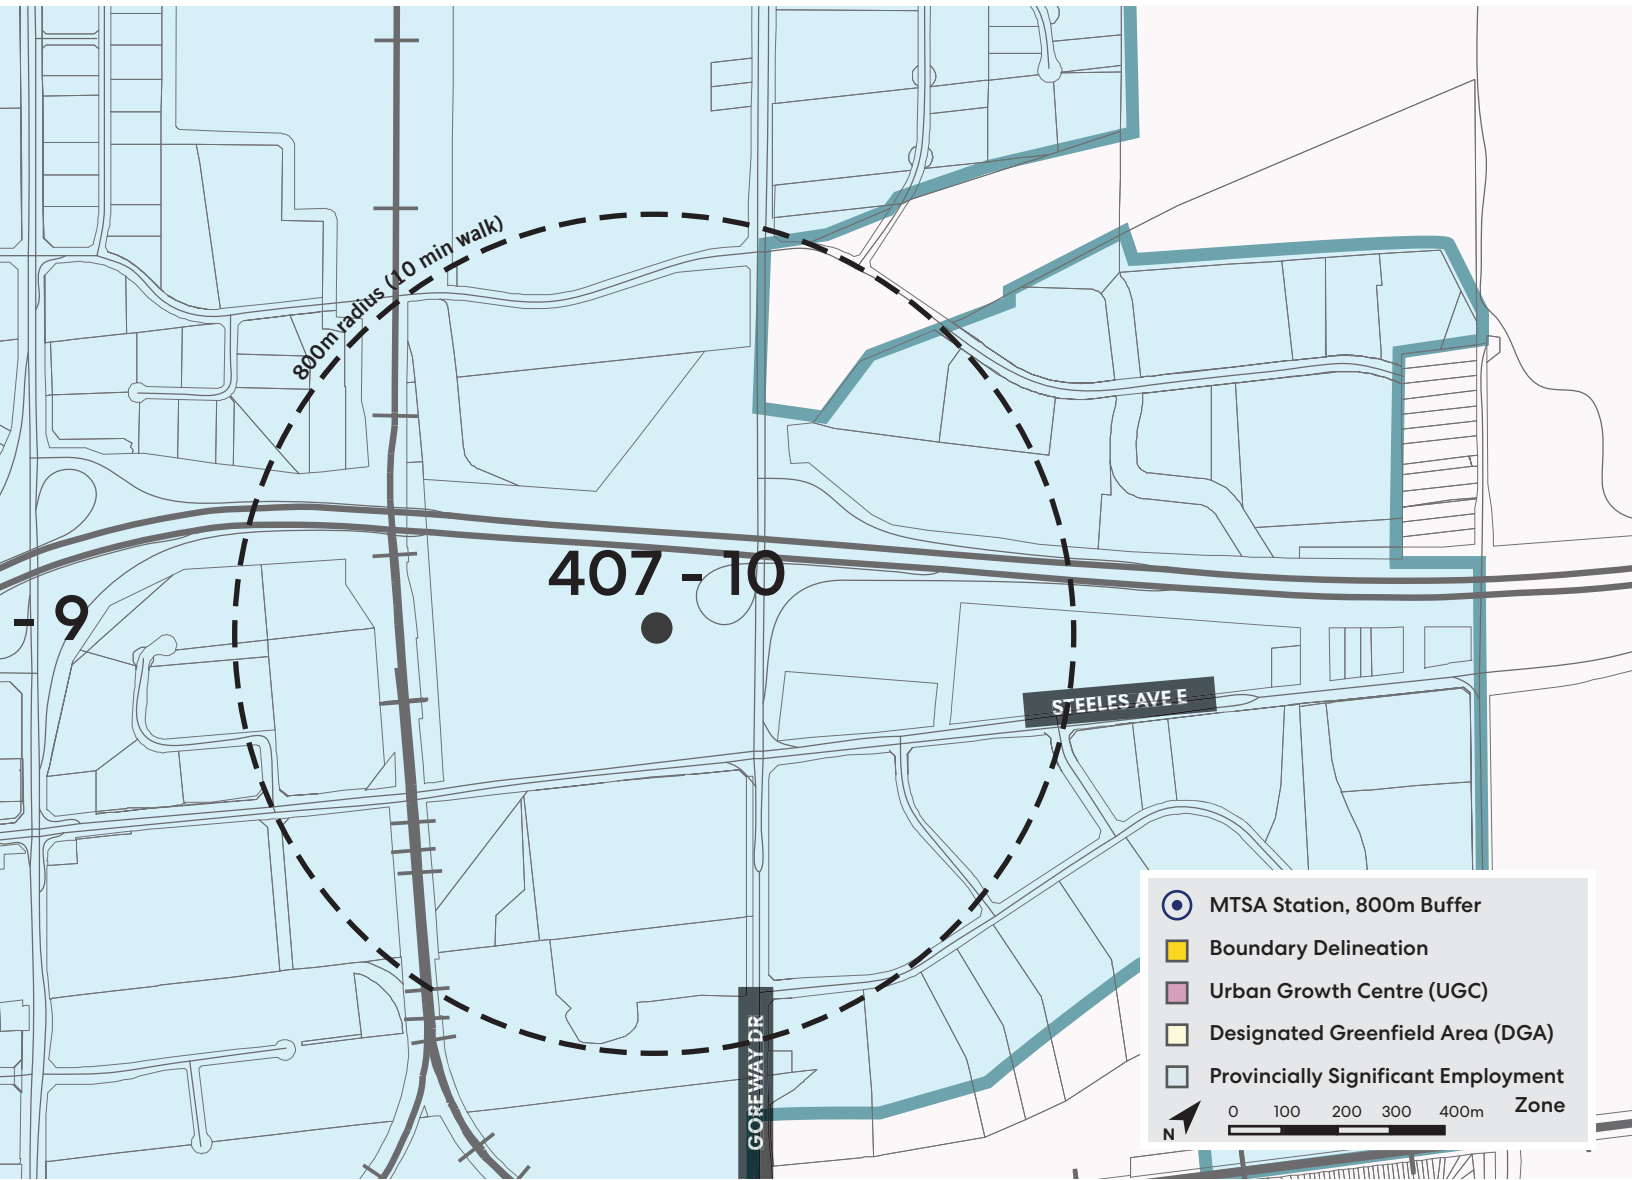 800m radius (10 min walk)
407 - 10
- 9
STEELES AVE E
GOREWAY DR
MTSA Station, 800m Buffer
Boundary Delineation
Urban Growth Centre (UGC)
Designated Greenfield Area (DGA)
Provincially Significant Employment
Zone
N
0 100 200 300 400m